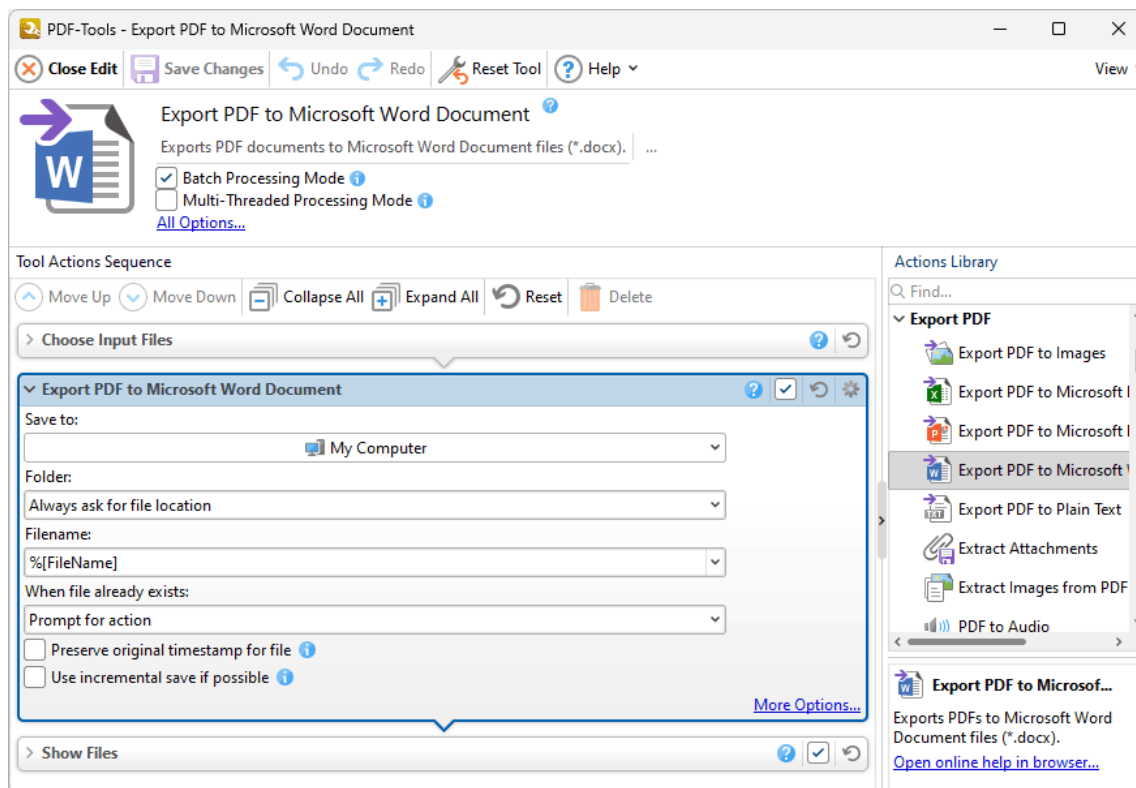 PDF-Tools - Export PDF to Microsoft Word Document
Close Edit Save Changes Undo Redo Reset Tool ? Help View
Export PDF to Microsoft Word Document ?
Exports PDF documents to Microsoft Word Document files (*.docx). ...
W
Batch Processing Mode i
Multi-Threaded Processing Mode i
All Options...
Tool Actions Sequence
Move Up Move Down Collapse All Expand All Reset Delete
Choose Input Files ?
Export PDF to Microsoft Word Document ?
Save to:
My Computer
Folder:
Always ask for file location
Filename:
%[FileName]
When file already exists:
Prompt for action
Preserve original timestamp for file i
Use incremental save if possible i
More Options...
Show Files ?
Actions Library
Find...
Export PDF
Export PDF to Images
Export PDF to Microsoft
Export PDF to Microsoft
Export PDF to Microsoft
Export PDF to Plain Text
Extract Attachments
Extract Images from PDF
PDF to Audio
Export PDF to Microsof...
Exports PDFs to Microsoft Word
Document files (*.docx).
Open online help in browser...